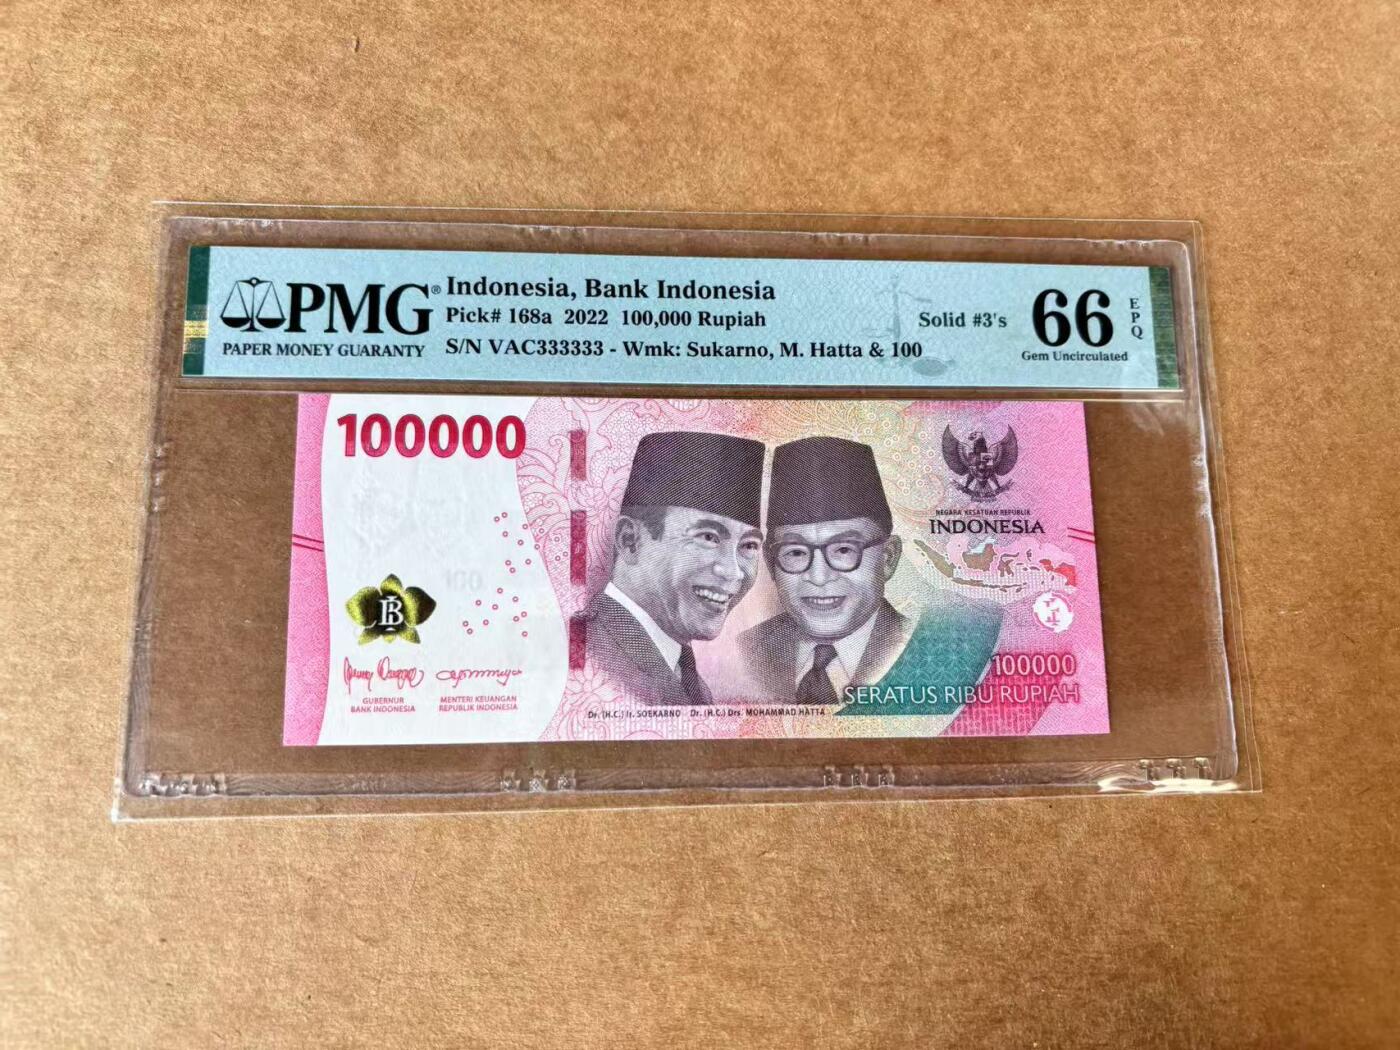 PMG®
PAPER MONEY GUARANTY
Indonesia, Bank Indonesia
Pick# 168a 2022 100,000 Rupiah
S/N VAC333333 - Wmk: Sukarno, M. Hatta & 100
Solid #3's
66
EPQ
Gem Uncirculated
100000
NEGARA KESATUAN REPUBLIK
INDONESIA
BI
GUBERNUR
BANK INDONESIA
MENTERI KEUANGAN
REPUBLIK INDONESIA
Dr. (H.C.) Ir. SOEKARNO Dr. (H.C.) Drs. MOHAMMAD HATTA
100000
SERATUS RIBU RUPIAH